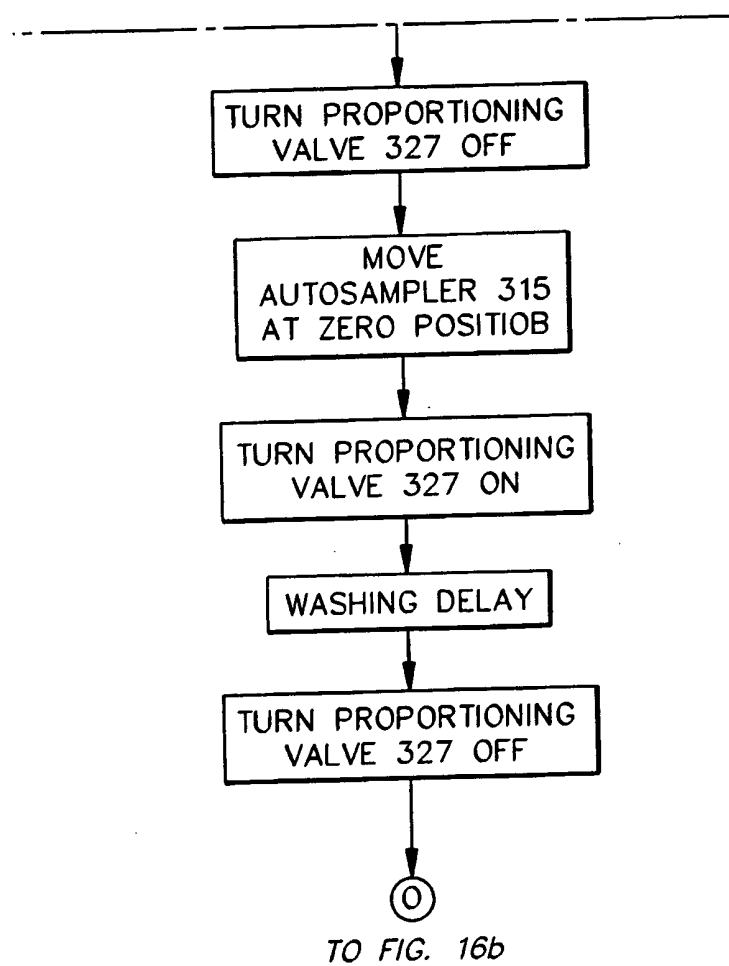 TURN PROPORTIONING
VALVE 327 OFF
MOVE
AUTOSAMPLER 315
AT ZERO POSITIOB
TURN PROPORTIONING
VALVE 327 ON
WASHING DELAY
TURN PROPORTIONING
VALVE 327 OFF
O
TO FIG. 16b